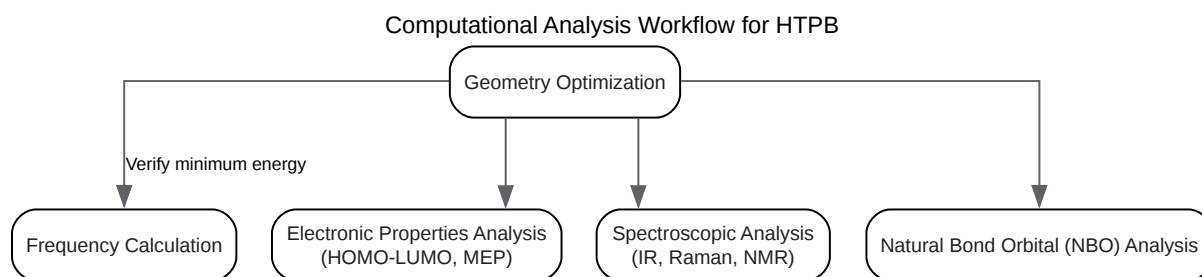 Computational Analysis Workflow for HTPB
Geometry Optimization
Verify minimum energy
Frequency Calculation
Electronic Properties Analysis
(HOMO-LUMO, MEP)
Spectroscopic Analysis
(IR, Raman, NMR)
Natural Bond Orbital (NBO) Analysis